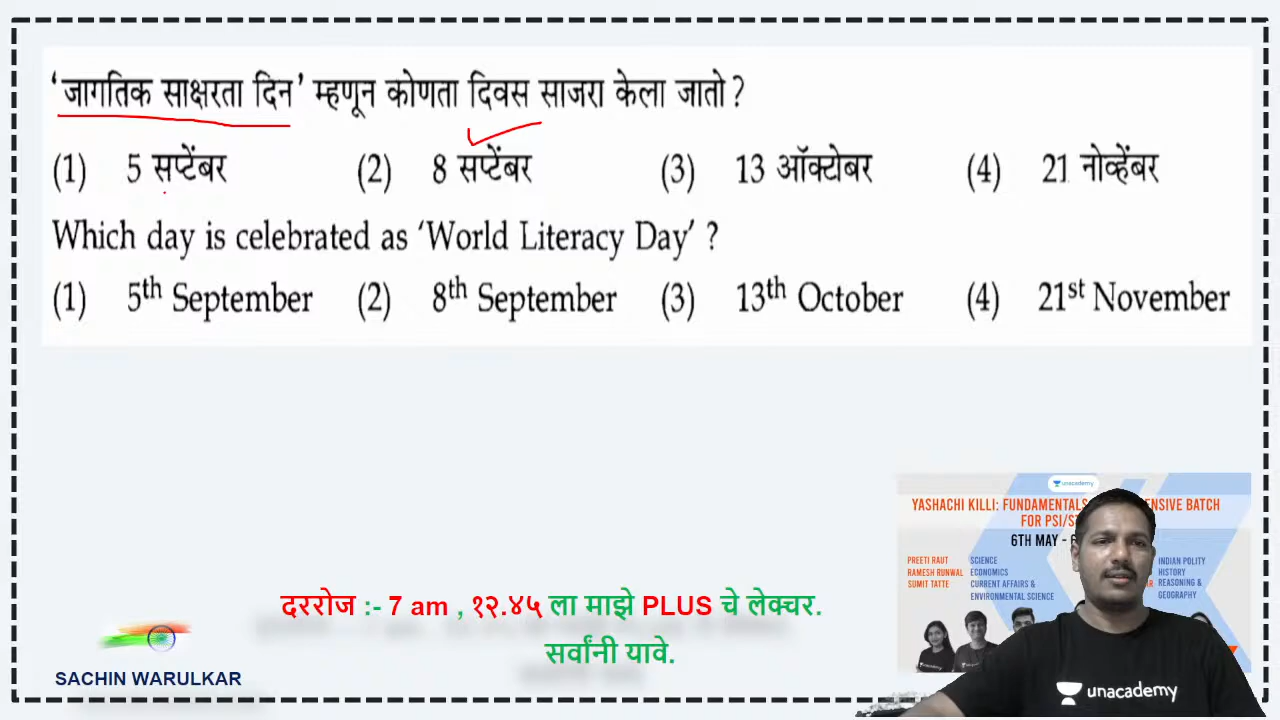 ‘जागतिक साक्षरता दिन’ म्हणून कोणता दिवस साजरा केला जातो ?
(1) 5 सप्टेंबर (2) 8 सप्टेंबर (3) 13 ऑक्टोबर (4) 21 नोव्हेंबर
Which day is celebrated as ‘World Literacy Day’ ?
(1) 5th September (2) 8th September (3) 13th October (4) 21st November
unacademy
YASHACHI KILLI: FUNDAMENTALS ENSIVE BATCH
FOR PSI/
6TH MAY -
PREETI RAUT SCIENCE INDIAN POLITY
RAMESH RUNWAL ECONOMICS HISTORY
SUMIT TATTE CURRENT AFFAIRS & REASONING &
ENVIRONMENTAL SCIENCE GEOGRAPHY
दररोज :- 7 am , १२.४५ ला माझे PLUS चे लेक्चर.
सर्वांनी यावे.
SACHIN WARULKAR
unacademy